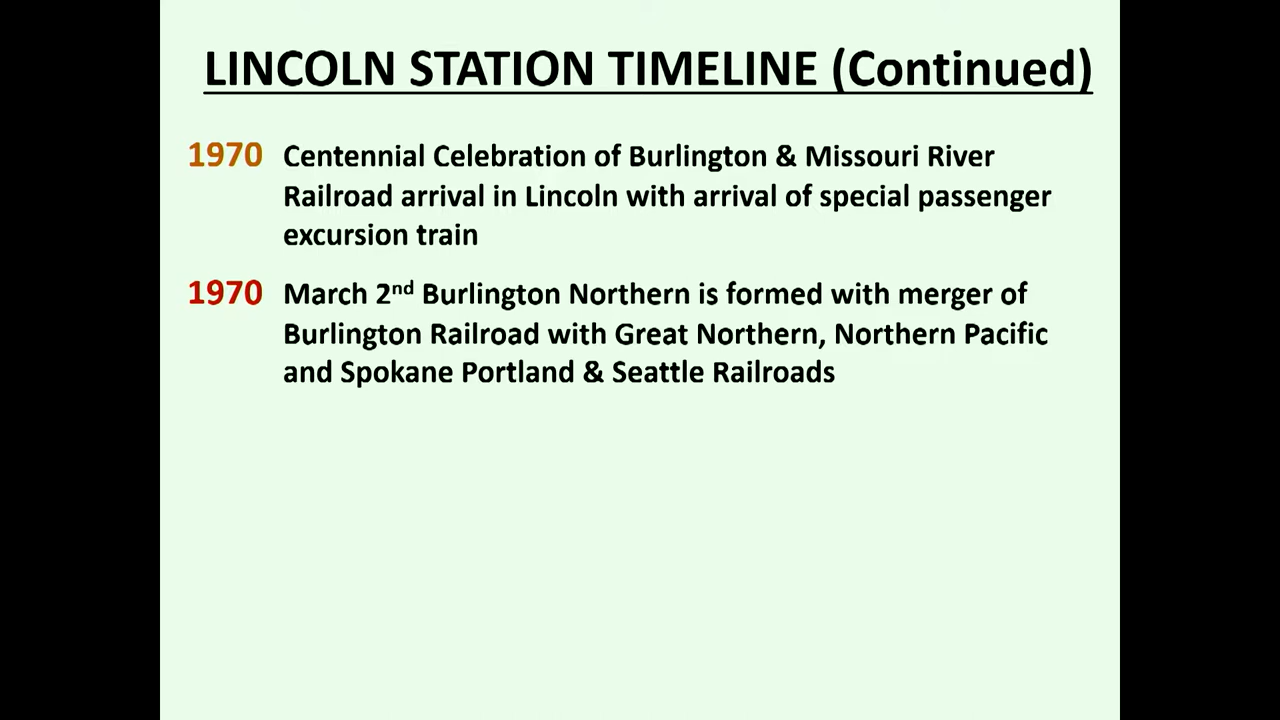 LINCOLN STATION TIMELINE (Continued)
1970 Centennial Celebration of Burlington & Missouri River
Railroad arrival in Lincoln with arrival of special passenger
excursion train
1970 March 2nd Burlington Northern is formed with merger of
Burlington Railroad with Great Northern, Northern Pacific
and Spokane Portland & Seattle Railroads